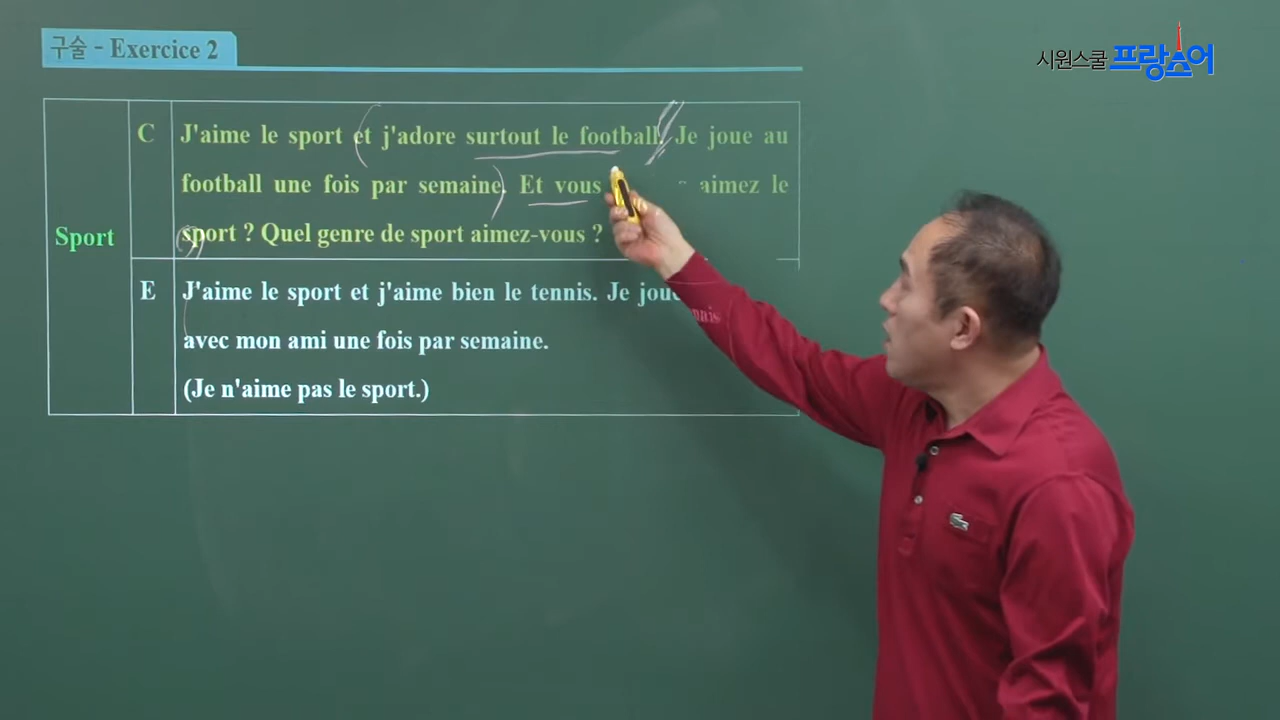 구술 - Exercice 2
시원스쿨 프랑스어
C J'aime le sport et j'adore surtout le football. Je joue au
football une fois par semaine. Et vous aimez le
Sport
sport ? Quel genre de sport aimez-vous ?
E J'aime le sport et j'aime bien le tennis. Je joue
avec mon ami une fois par semaine.
(Je n'aime pas le sport.)